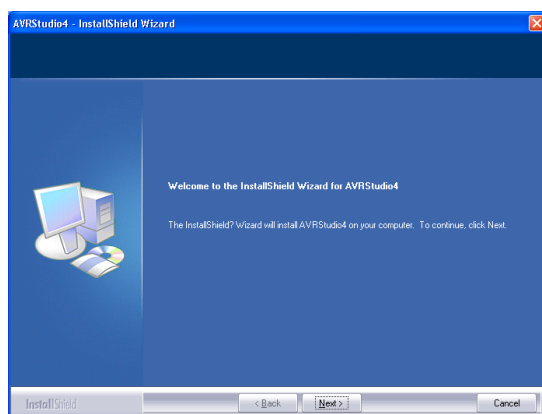 AVRStudio4 - InstallShield Wizard
Welcome to the InstallShield Wizard for AVRStudio4
The InstallShield? Wizard will install AVRStudio4 on your computer. To continue, click Next.
InstallShield
< Back
Next >
Cancel